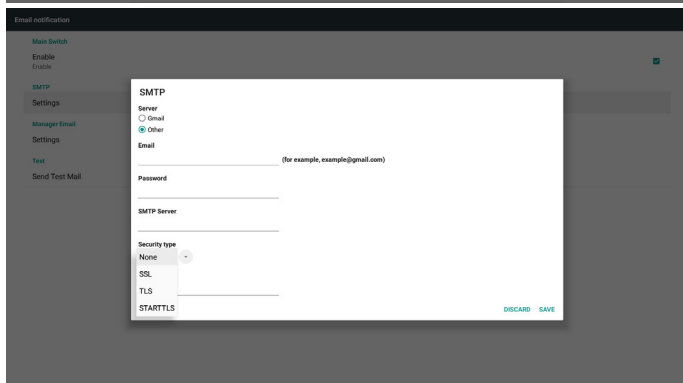 Email notification
Main Switch
Enable
Enable
SMTP
Settings
Manager Email
Settings
Test
Send Test Mail
SMTP
Server
Gmail
Other
Email
(for example, example@gmail.com)
Password
SMTP Server
Security type
None
SSL
TLS
STARTTLS
DISCARD SAVE